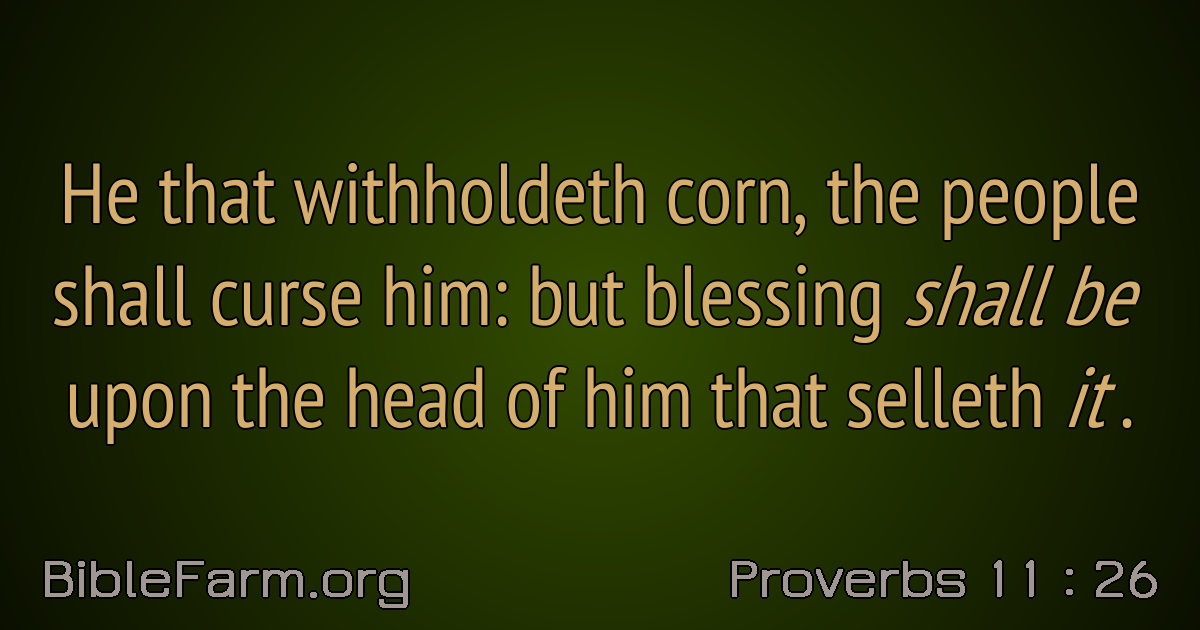 He that withholdeth corn, the people
shall curse him: but blessing shall be
upon the head of him that selleth it .
BibleFarm.org
Proverbs 11 : 26